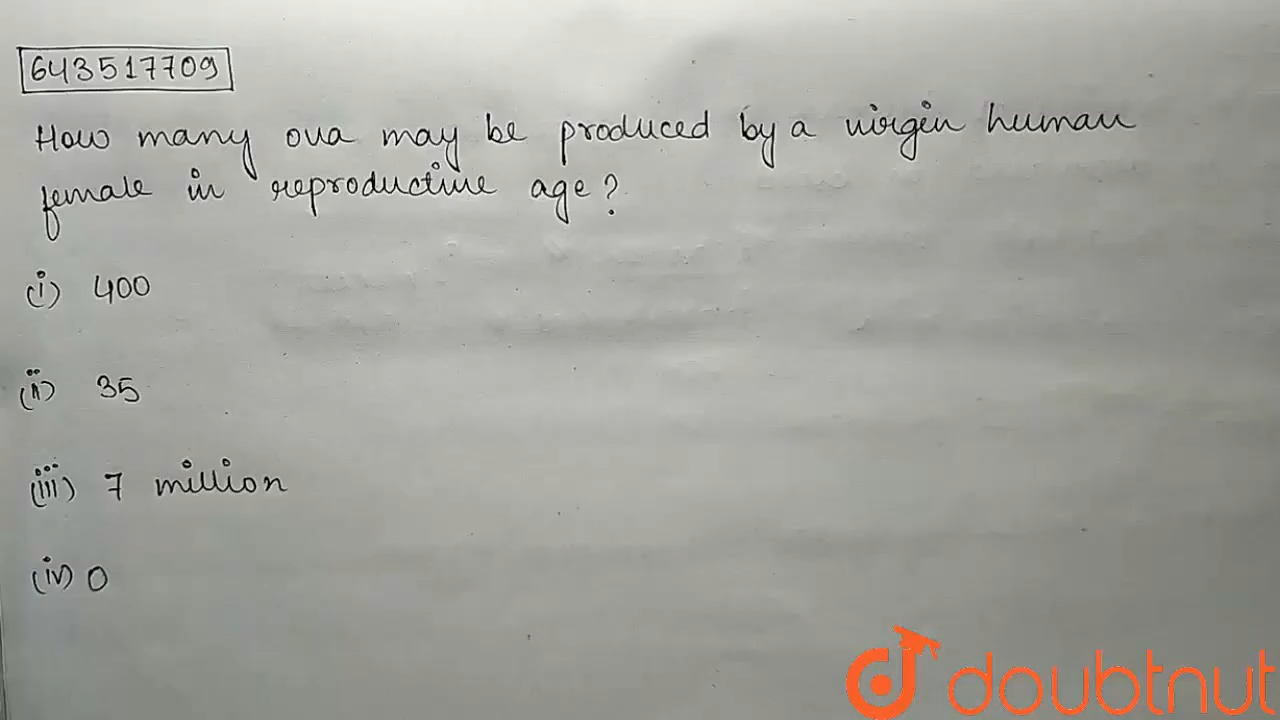 643517709
How many ova may be produced by a virgin human
female in reproductive age?
(i) 400
(ii) 35
(iii) 7 million
(iv) 0
doubtnut